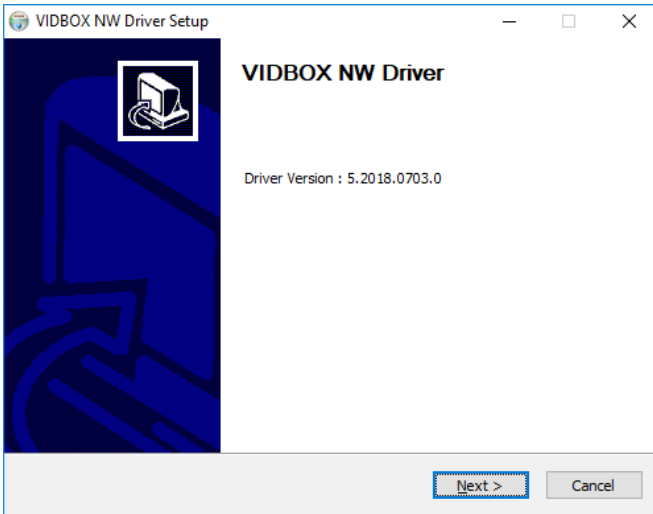 VIDBOX NW Driver Setup
VIDBOX NW Driver
Driver Version : 5.2018.0703.0
Next >
Cancel